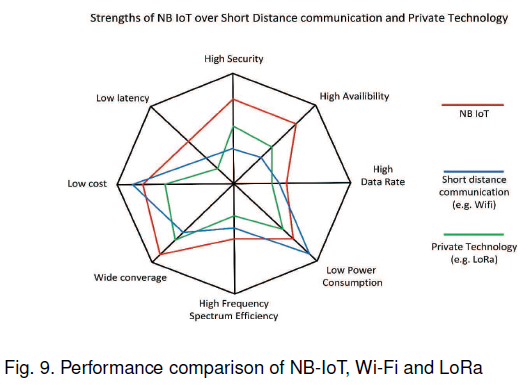 Strengths of NB IoT over Short Distance communication and Private Technology
High Security
Low latency
High Availibility
NB IoT
High
Data Rate
Low cost
Short distance
communication
(e.g. Wifi)
Private Technology
(e.g. LoRa)
Wide converage
Low Power
Consumption
High Frequency
Spectrum Efficiency
Fig. 9. Performance comparison of NB-IoT, Wi-Fi and LoRa